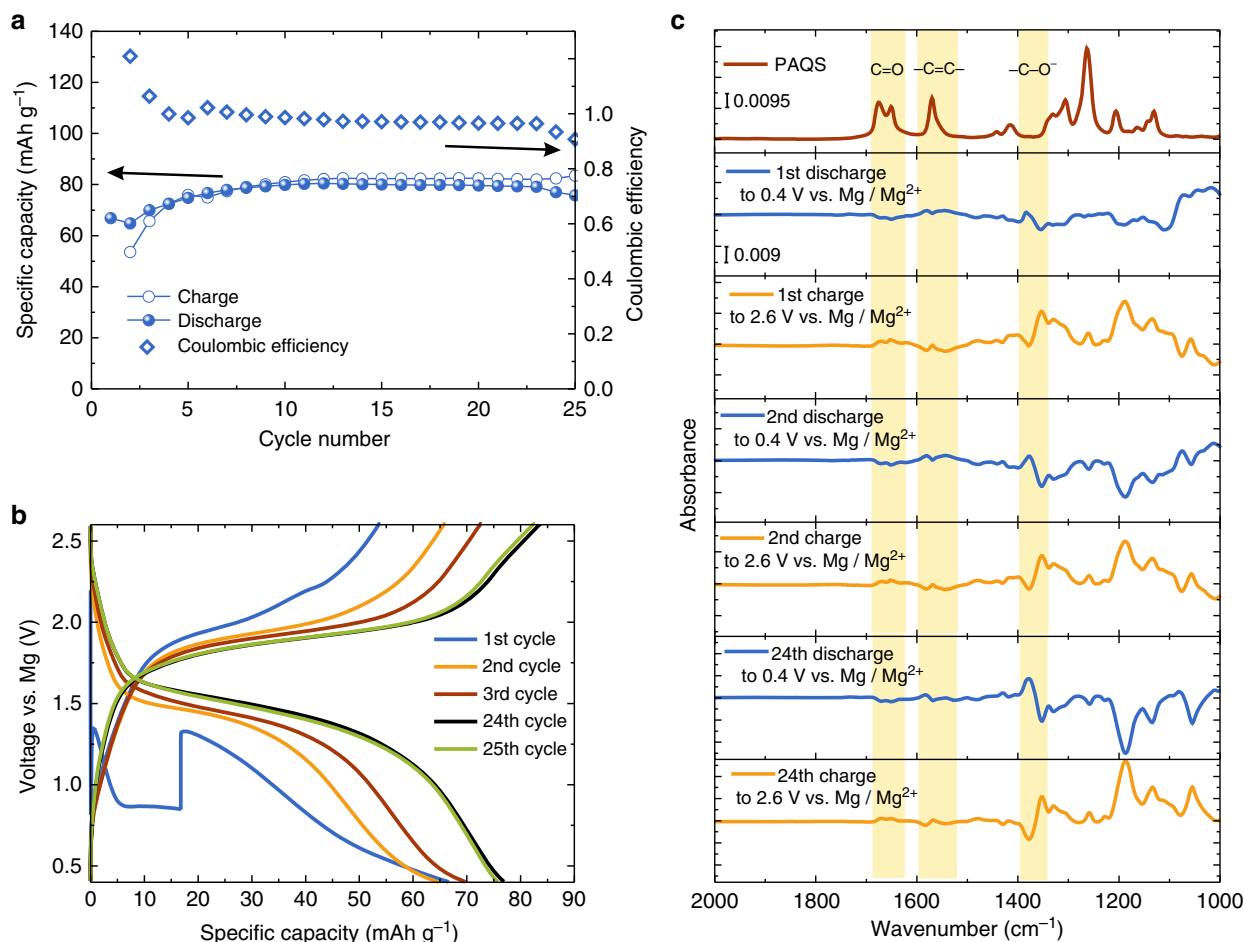 a
140
120
100
80
60
40
20
0
Specific capacity (mAh g⁻¹)
1.0
0.8
0.6
0.4
0.2
0.0
Coulombic efficiency
Charge
Discharge
Coulombic efficiency
0 5 10 15 20 25
Cycle number
b
2.5
2.0
1.5
1.0
0.5
Voltage vs. Mg (V)
1st cycle
2nd cycle
3rd cycle
24th cycle
25th cycle
0 10 20 30 40 50 60 70 80 90
Specific capacity (mAh g⁻¹)
c
C=O –C=C– –C–O⁻
PAQS
0.0095
1st discharge
to 0.4 V vs. Mg / Mg²⁺
0.009
1st charge
to 2.6 V vs. Mg / Mg²⁺
2nd discharge
to 0.4 V vs. Mg / Mg²⁺
2nd charge
to 2.6 V vs. Mg / Mg²⁺
24th discharge
to 0.4 V vs. Mg / Mg²⁺
24th charge
to 2.6 V vs. Mg / Mg²⁺
Absorbance
2000 1800 1600 1400 1200 1000
Wavenumber (cm⁻¹)